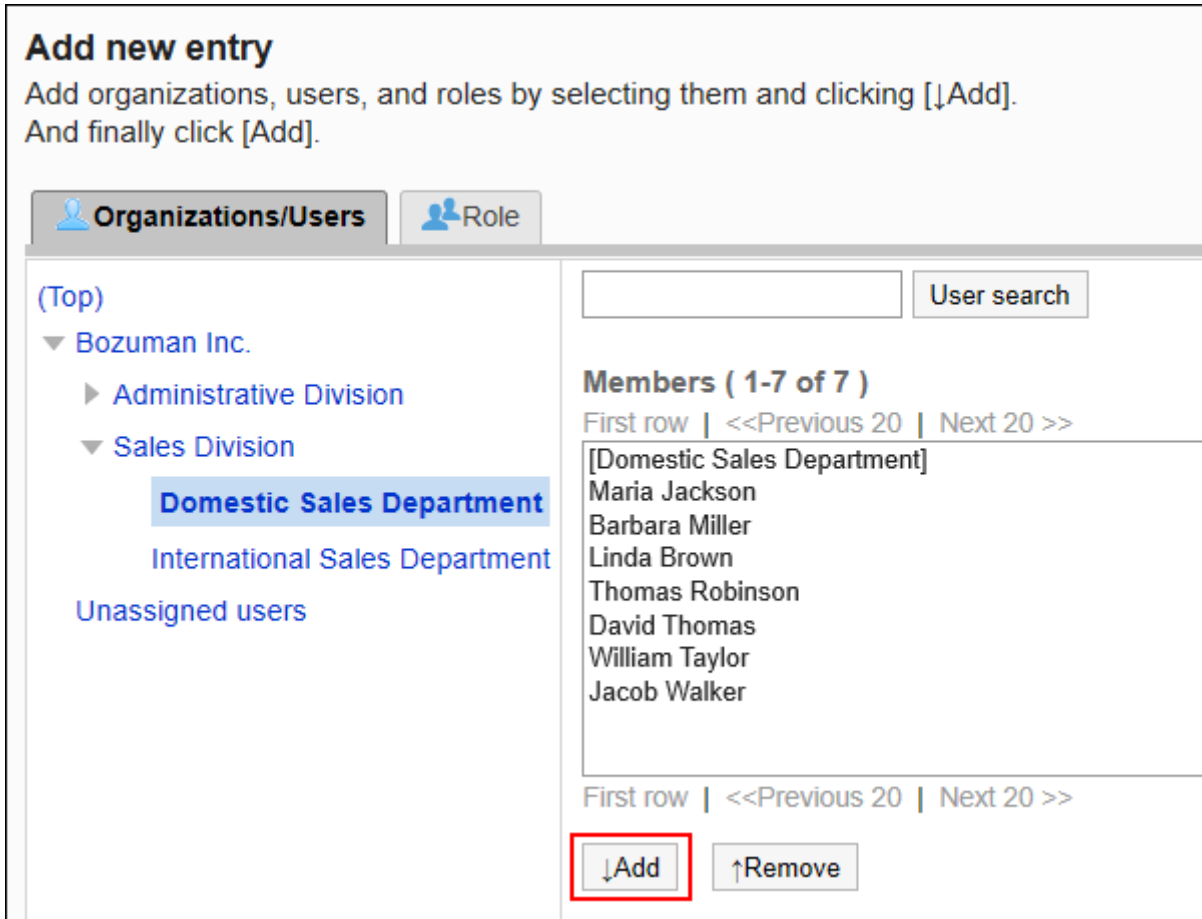 Add new entry
Add organizations, users, and roles by selecting them and clicking [↓Add].
And finally click [Add].
Organizations/Users
Role
(Top)
Bozuman Inc.
Administrative Division
Sales Division
Domestic Sales Department
International Sales Department
Unassigned users
User search
Members ( 1-7 of 7 )
First row | <<Previous 20 | Next 20 >>
[Domestic Sales Department]
Maria Jackson
Barbara Miller
Linda Brown
Thomas Robinson
David Thomas
William Taylor
Jacob Walker
First row | <<Previous 20 | Next 20 >>
↓Add ↑Remove